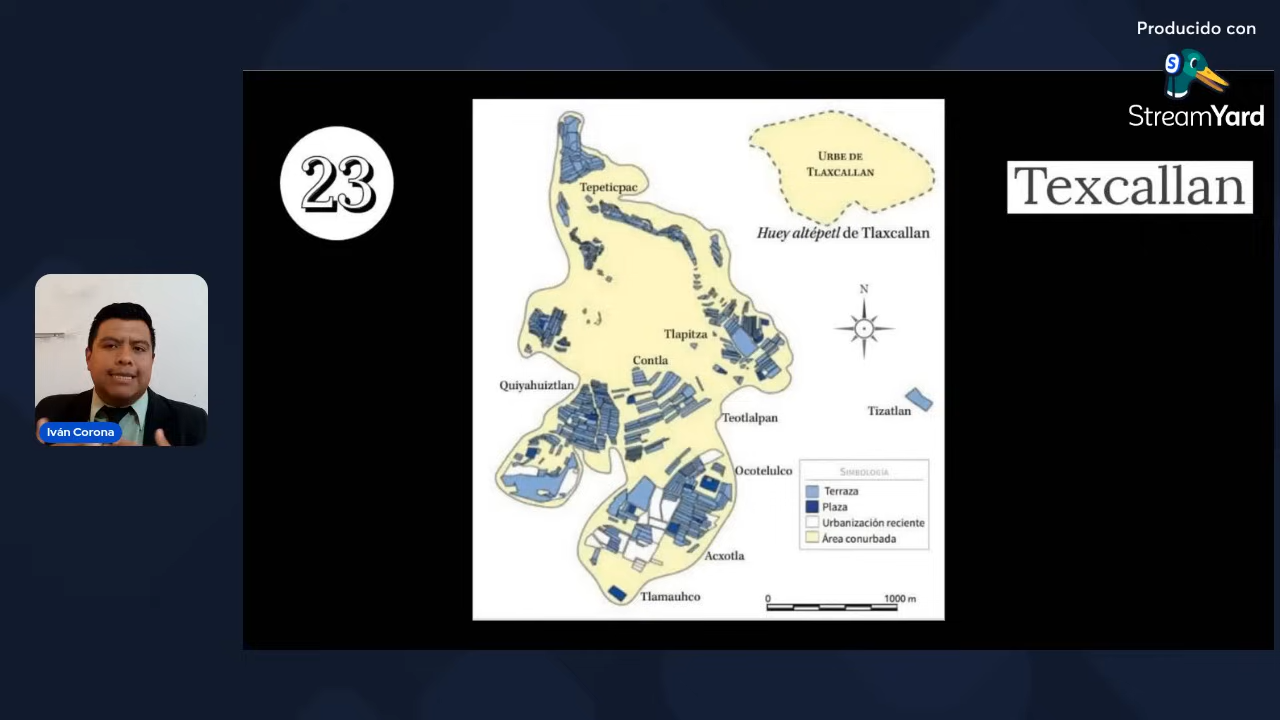 Producido con
StreamYard
S
23
Texcallan
Urbe de
Tlaxcallan
Huey altépetl de Tlaxcallan
Tepeticpac
N
Tlapitza
Contla
Quiyahuiztlan
Teotlalpan
Tizatlan
Ocotelulco
Simbología
Terraza
Plaza
Urbanización reciente
Área conurbada
Acxotla
Tlamauhco
0 1000 m
Iván Corona